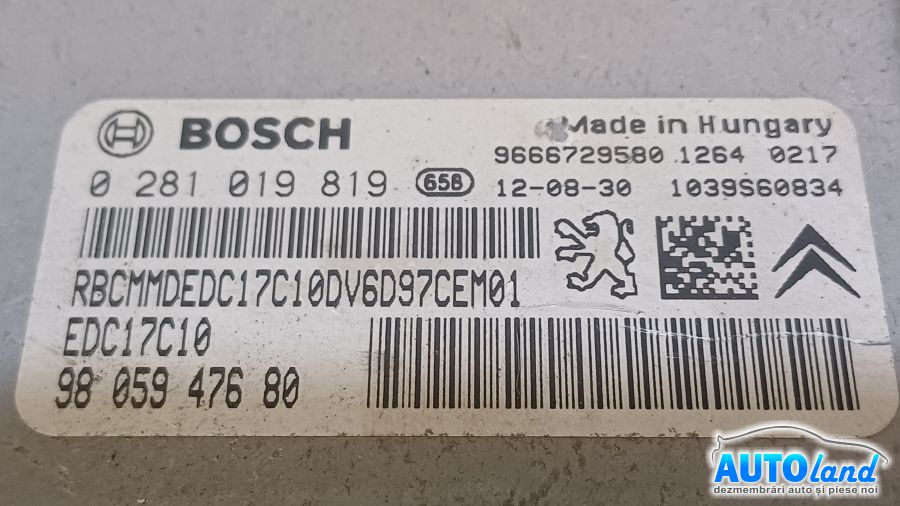 BOSCH
Made in Hungary
9666729580 .1264 0217
0 281 019 819 658 12-08-30 1039S60834
RBCMMDEDC17C10DV6D97CEM01
EDC17C10
98 059 476 80
AUTOland
dezmembrări auto și piese noi